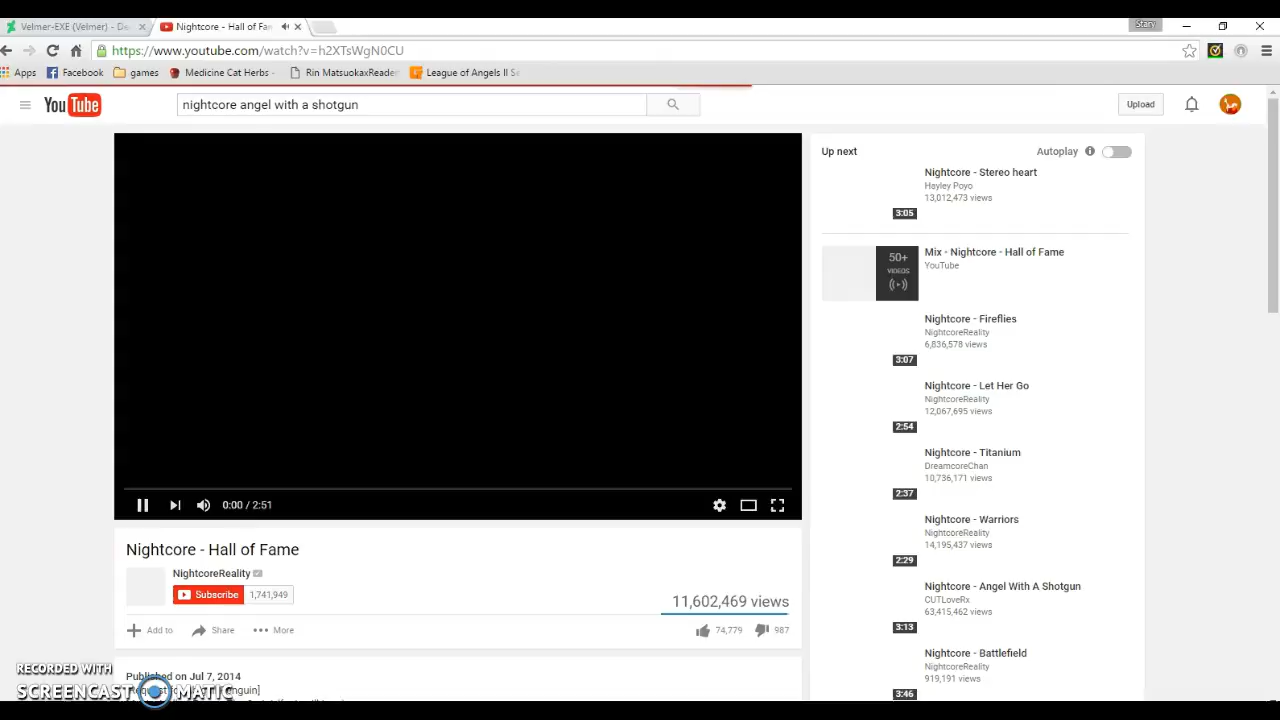 Velmer-EXE (Velmer) - De
Nightcore - Hall of Fam
Stary
https://www.youtube.com/watch?v=h2XTsWgN0CU
Apps
Facebook
games
Medicine Cat Herbs -
Rin MatsuokaxReade
League of Angels II Se
YouTube
nightcore angel with a shotgun
Upload
Up next
Autoplay
Nightcore - Stereo heart
Hayley Poyo
13,012,473 views
3:05
50+
VIDEOS
Mix - Nightcore - Hall of Fame
YouTube
Nightcore - Fireflies
NightcoreReality
6,836,578 views
3:07
Nightcore - Let Her Go
NightcoreReality
12,067,695 views
2:54
Nightcore - Titanium
DreamcoreChan
10,736,171 views
2:37
Nightcore - Warriors
NightcoreReality
14,195,437 views
2:29
Nightcore - Angel With A Shotgun
CUTLoveRx
63,415,462 views
3:13
Nightcore - Battlefield
NightcoreReality
919,191 views
3:46
0:00 / 2:51
Nightcore - Hall of Fame
NightcoreReality
Subscribe
1,741,949
11,602,469 views
Add to
Share
More
74,779
987
Published on Jul 7, 2014
RECORDED WITH
SCREENCAST MATIC